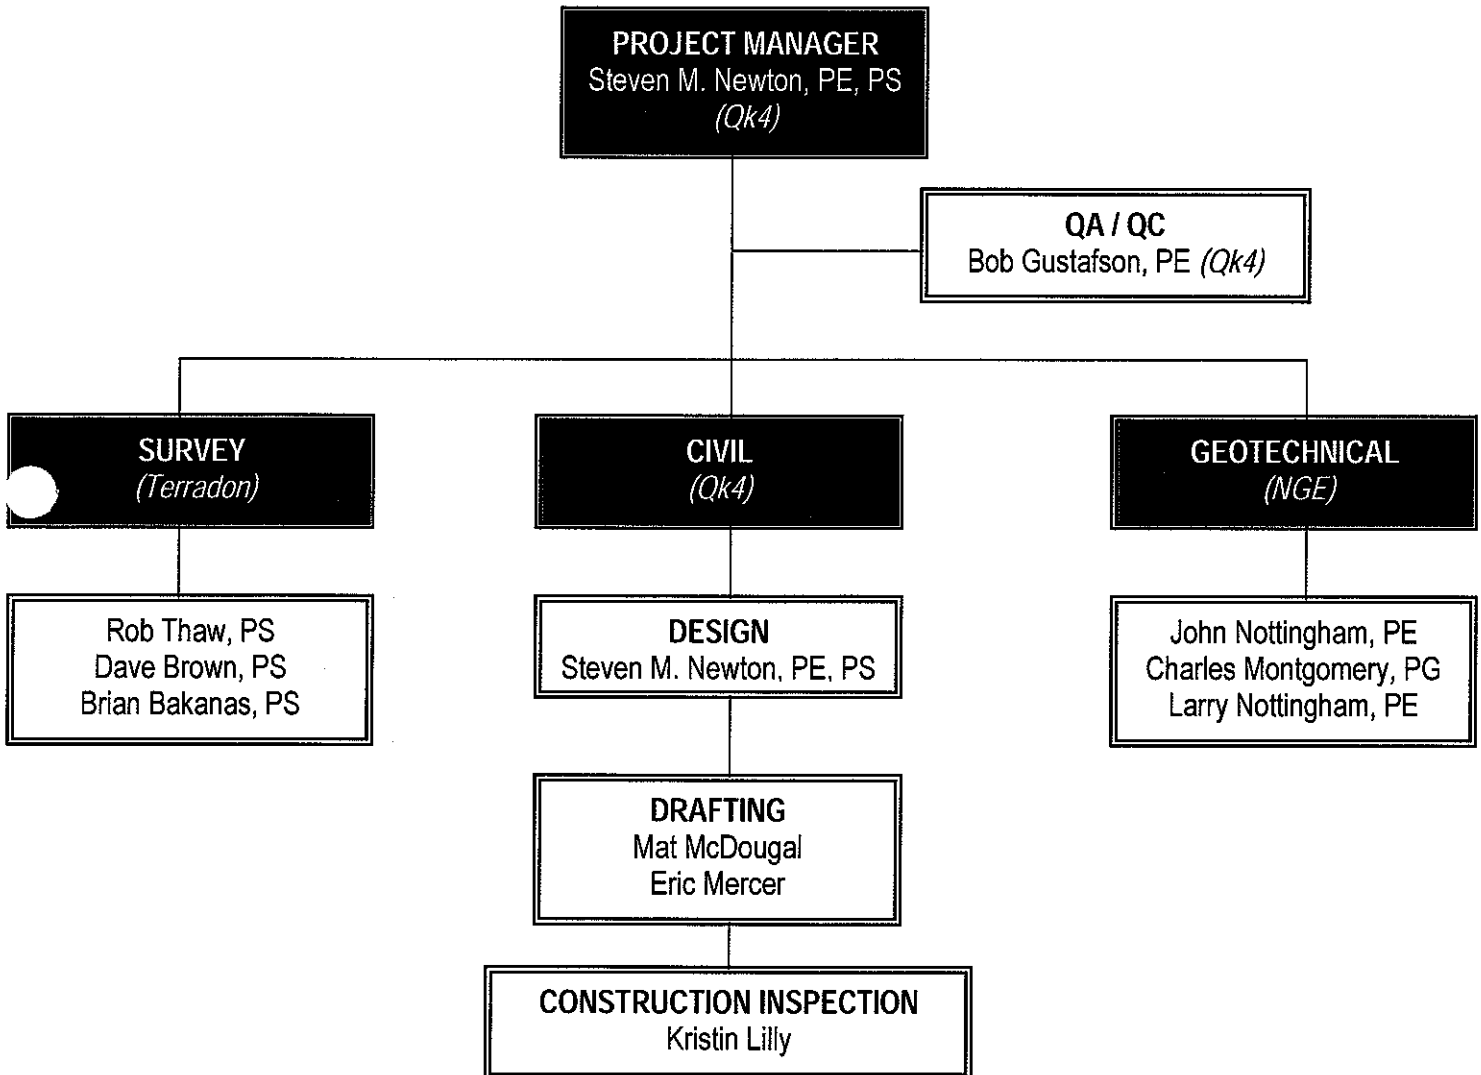 PROJECT MANAGER
Steven M. Newton, PE, PS
(Qk4)
QA / QC
Bob Gustafson, PE (Qk4)
SURVEY
(Terradon)
CIVIL
(Qk4)
GEOTECHNICAL
(NGE)
Rob Thaw, PS
Dave Brown, PS
Brian Bakanas, PS
DESIGN
Steven M. Newton, PE, PS
John Nottingham, PE
Charles Montgomery, PG
Larry Nottingham, PE
DRAFTING
Mat McDougal
Eric Mercer
CONSTRUCTION INSPECTION
Kristin Lilly